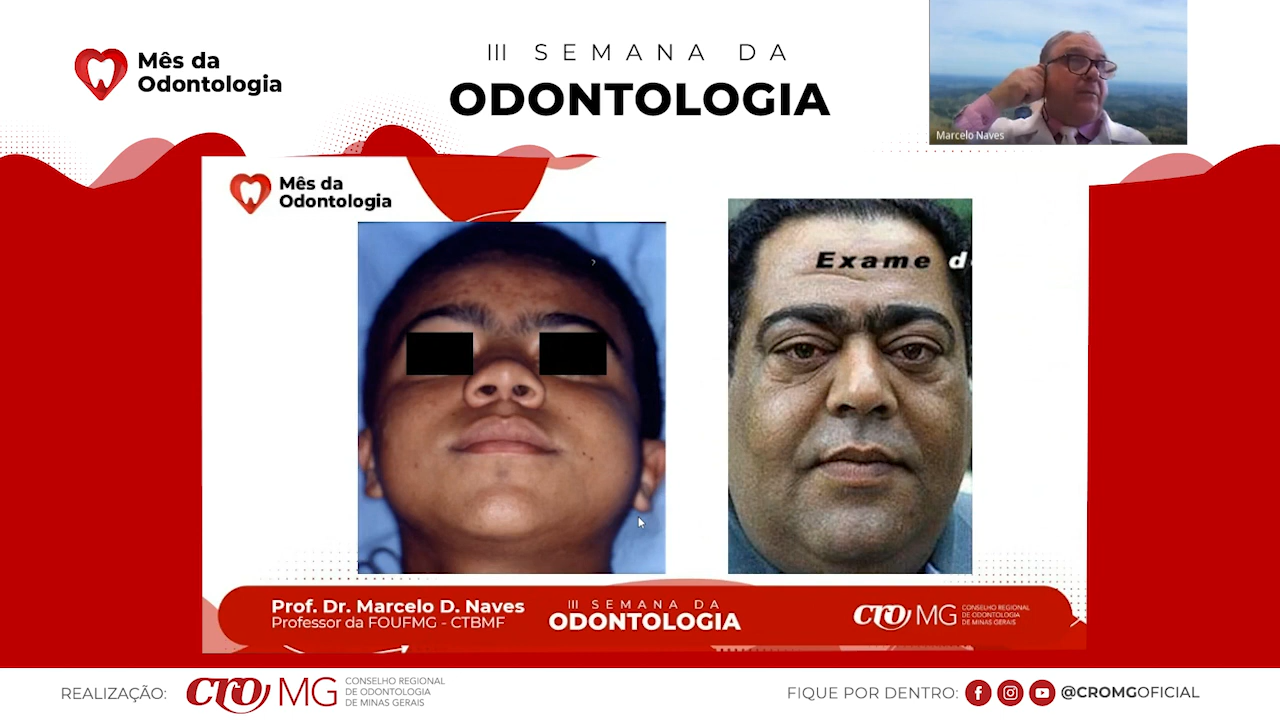 Mês da
Odontologia
III SEMANA DA
ODONTOLOGIA
Marcelo Naves
Mês da
Odontologia
Exame d
Prof. Dr. Marcelo D. Naves
Professor da FOUFMG - CTBMF
III SEMANA DA
ODONTOLOGIA
CRO MG
CONSELHO REGIONAL
DE ODONTOLOGIA
DE MINAS GERAIS
REALIZAÇÃO:
CRO MG
CONSELHO REGIONAL
DE ODONTOLOGIA
DE MINAS GERAIS
FIQUE POR DENTRO:
@CROMGOFICIAL